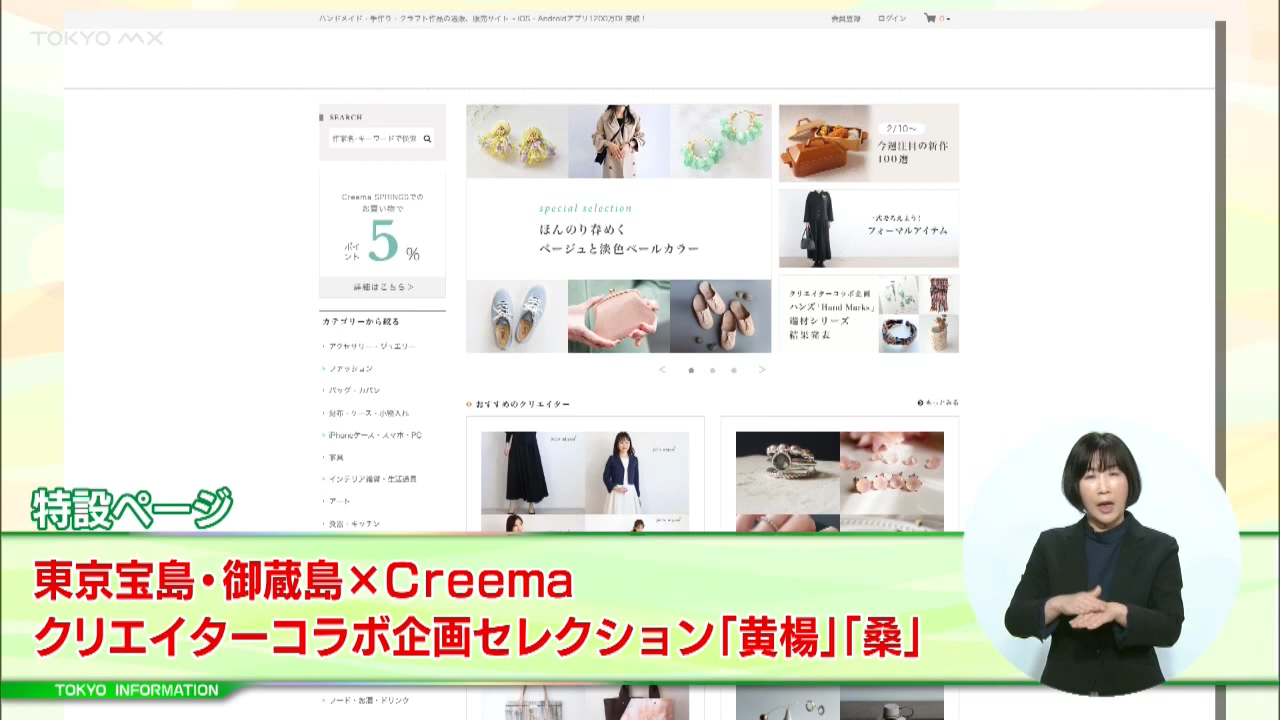 TOKYO MX
ハンドメイド・手作り・クラフト作品の通販、販売サイト - iOS・Androidアプリ1200万DL突破！
会員登録
ログイン
0
SEARCH
作家名・キーワードで検索
Creema SPRINGSでの
お買い物で
ポイント
5%
詳細はこちら＞
カテゴリーから絞る
アクセサリー・ジュエリー
ファッション
バッグ・カバン
財布・ケース・小物入れ
iPhoneケース・スマホ・PC
家具
インテリア雑貨・生活道具
アート
食器・キッチン
フード・お酒・ドリンク
special selection
ほんのり春めく
ベージュと淡色ペールカラー
2/10～
今週注目の新作
100選
一式そろえよう！
フォーマルアイテム
クリエイターコラボ企画
ハンズ「Hand Marks」
端材シリーズ
結果発表
おすすめのクリエイター
もっとみる
特設ページ
東京宝島・御蔵島×Creema
クリエイターコラボ企画セレクション「黄楊」「桑」
TOKYO INFORMATION